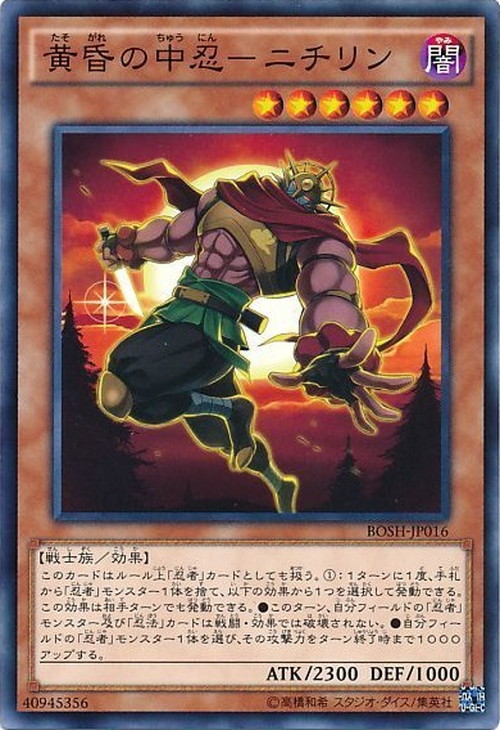 黄昏の中忍－ニチリン
闇
BOSH-JP016
【戦士族／効果】
このカードはルール上「忍者」カードとしても扱う。①：1ターンに1度、手札
から「忍者」モンスター1体を捨て、以下の効果から1つを選択して発動できる。
この効果は相手ターンでも発動できる。●このターン、自分フィールドの「忍者」
モンスター及び「忍法」カードは戦闘・効果では破壊されない。●自分フィー
ルドの「忍者」モンスター1体を選び、その攻撃力をターン終了時まで1000
アップする。
ATK/2300 DEF/1000
40945356 ©高橋和希 スタジオ・ダイス/集英社